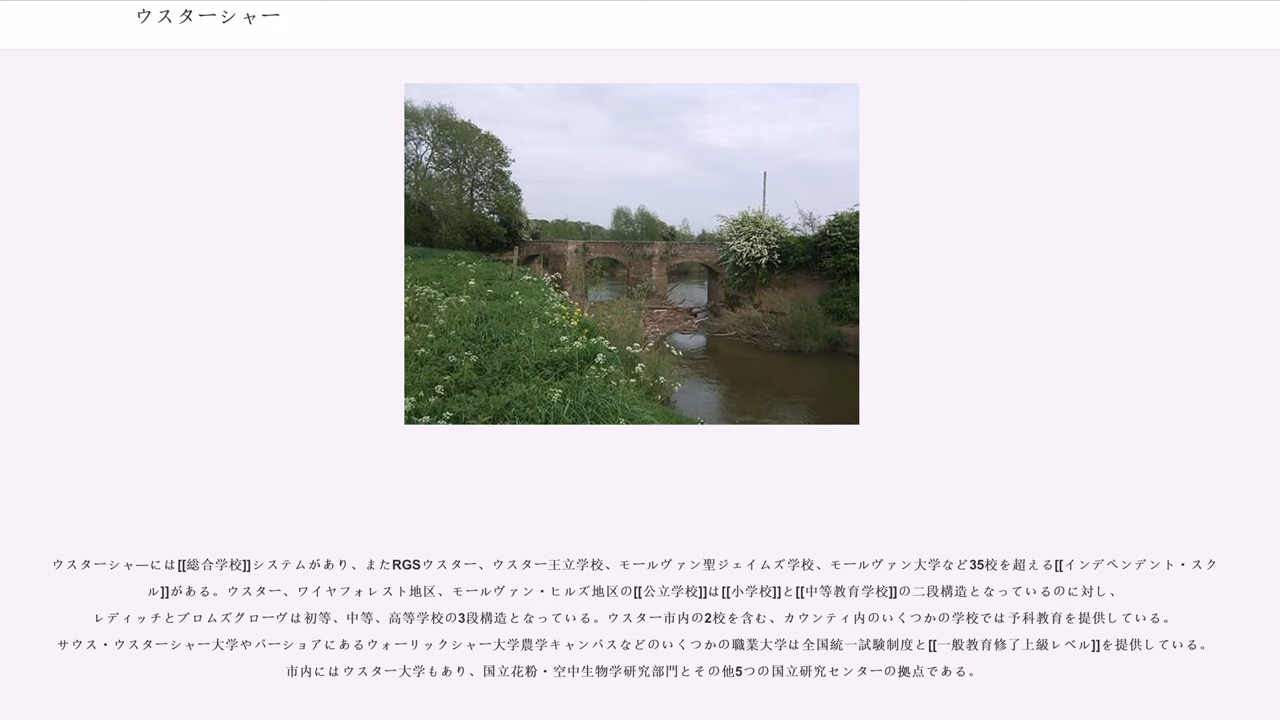 ウスターシャー
ウスターシャ―には[[総合学校]]システムがあり、またRGSウスター、ウスター王立学校、モールヴァン聖ジェイムズ学校、モールヴァン大学など35校を超える[[インデペンデント・スク
ル]]がある。ウスター、ワイヤフォレスト地区、モールヴァン・ヒルズ地区の[[公立学校]]は[[小学校]]と[[中等教育学校]]の二段構造となっているのに対し、
レディッチとブロムズグローヴは初等、中等、高等学校の3段構造となっている。ウスター市内の2校を含む、カウンティ内のいくつかの学校では予科教育を提供している。
サウス・ウスターシャー大学やパーショアにあるウォーリックシャー大学農学キャンパスなどのいくつかの職業大学は全国統一試験制度と[[一般教育修了上級レベル]]を提供している。
市内にはウスター大学もあり、国立花粉・空中生物学研究部門とその他5つの国立研究センターの拠点である。